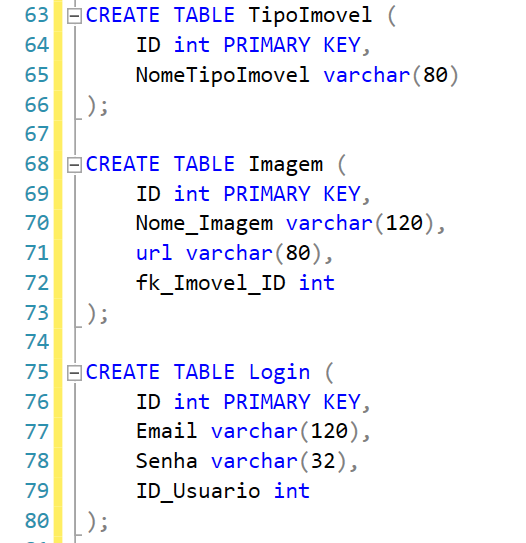 63 CREATE TABLE TipoImovel (
64 ID int PRIMARY KEY,
65 NomeTipoImovel varchar(80)
66 );
67
68 CREATE TABLE Imagem (
69 ID int PRIMARY KEY,
70 Nome_Imagem varchar(120),
71 url varchar(80),
72 fk_Imovel_ID int
73 );
74
75 CREATE TABLE Login (
76 ID int PRIMARY KEY,
77 Email varchar(120),
78 Senha varchar(32),
79 ID_Usuario int
80 );